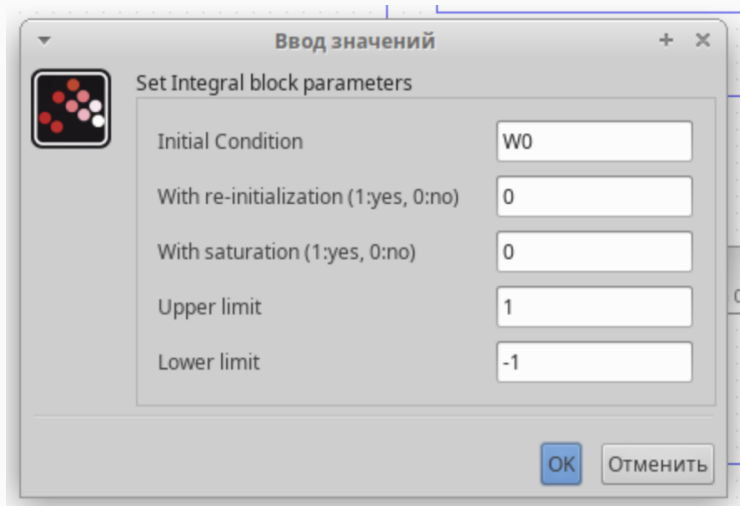 Ввод значений
Set Integral block parameters
Initial Condition W0
With re-initialization (1:yes, 0:no) 0
With saturation (1:yes, 0:no) 0
Upper limit 1
Lower limit -1
OK Отменить